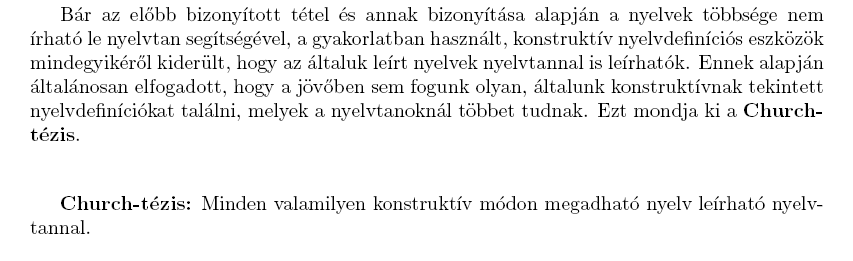 Bár az előbb bizonyított tétel és annak bizonyítása alapján a nyelvek többsége nem
írható le nyelvtan segítségével, a gyakorlatban használt, konstruktív nyelvdefiníciós eszközök
mindegyikéről kiderült, hogy az általuk leírt nyelvek nyelvtannal is leírhatók. Ennek alapján
általánosan elfogadott, hogy a jövőben sem fogunk olyan, általunk konstruktívnak tekintett
nyelvdefiníciókat találni, melyek a nyelvtanoknál többet tudnak. Ezt mondja ki a Church-
tézis.
Church-tézis: Minden valamilyen konstruktív módon megadható nyelv leírható nyelv-
tannal.